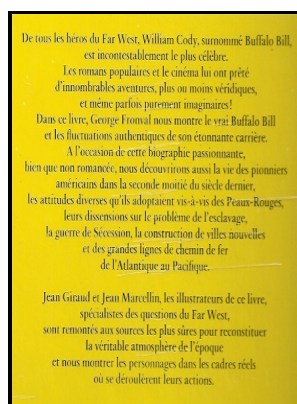 De tous les héros du Far West, William Cody, surnommé Buffalo Bill,
est incontestablement le plus célèbre.
Les romans populaires et le cinéma lui ont prêté
d'innombrables aventures, plus ou moins véridiques,
et même parfois purement imaginaires !
Dans ce livre, George Fronval nous montre le vrai Buffalo Bill
et les fluctuations authentiques de son étonnante carrière.
A l'occasion de cette biographie passionnante,
bien que non romancée, nous découvrirons aussi la vie des pionniers
américains dans la seconde moitié du siècle dernier,
les attitudes diverses qu'ils adoptaient vis-à-vis des Peaux-Rouges,
leurs dissensions sur le problème de l'esclavage,
la guerre de Sécession, la construction de villes nouvelles
et des grandes lignes de chemin de fer
de l'Atlantique au Pacifique.
Jean Giraud et Jean Marcellin, les illustrateurs de ce livre,
spécialistes des questions du Far West,
sont remontés aux sources les plus sûres pour reconstituer
la véritable atmosphère de l'époque
et nous montrer les personnages dans les cadres réels
où se déroulèrent leurs actions.